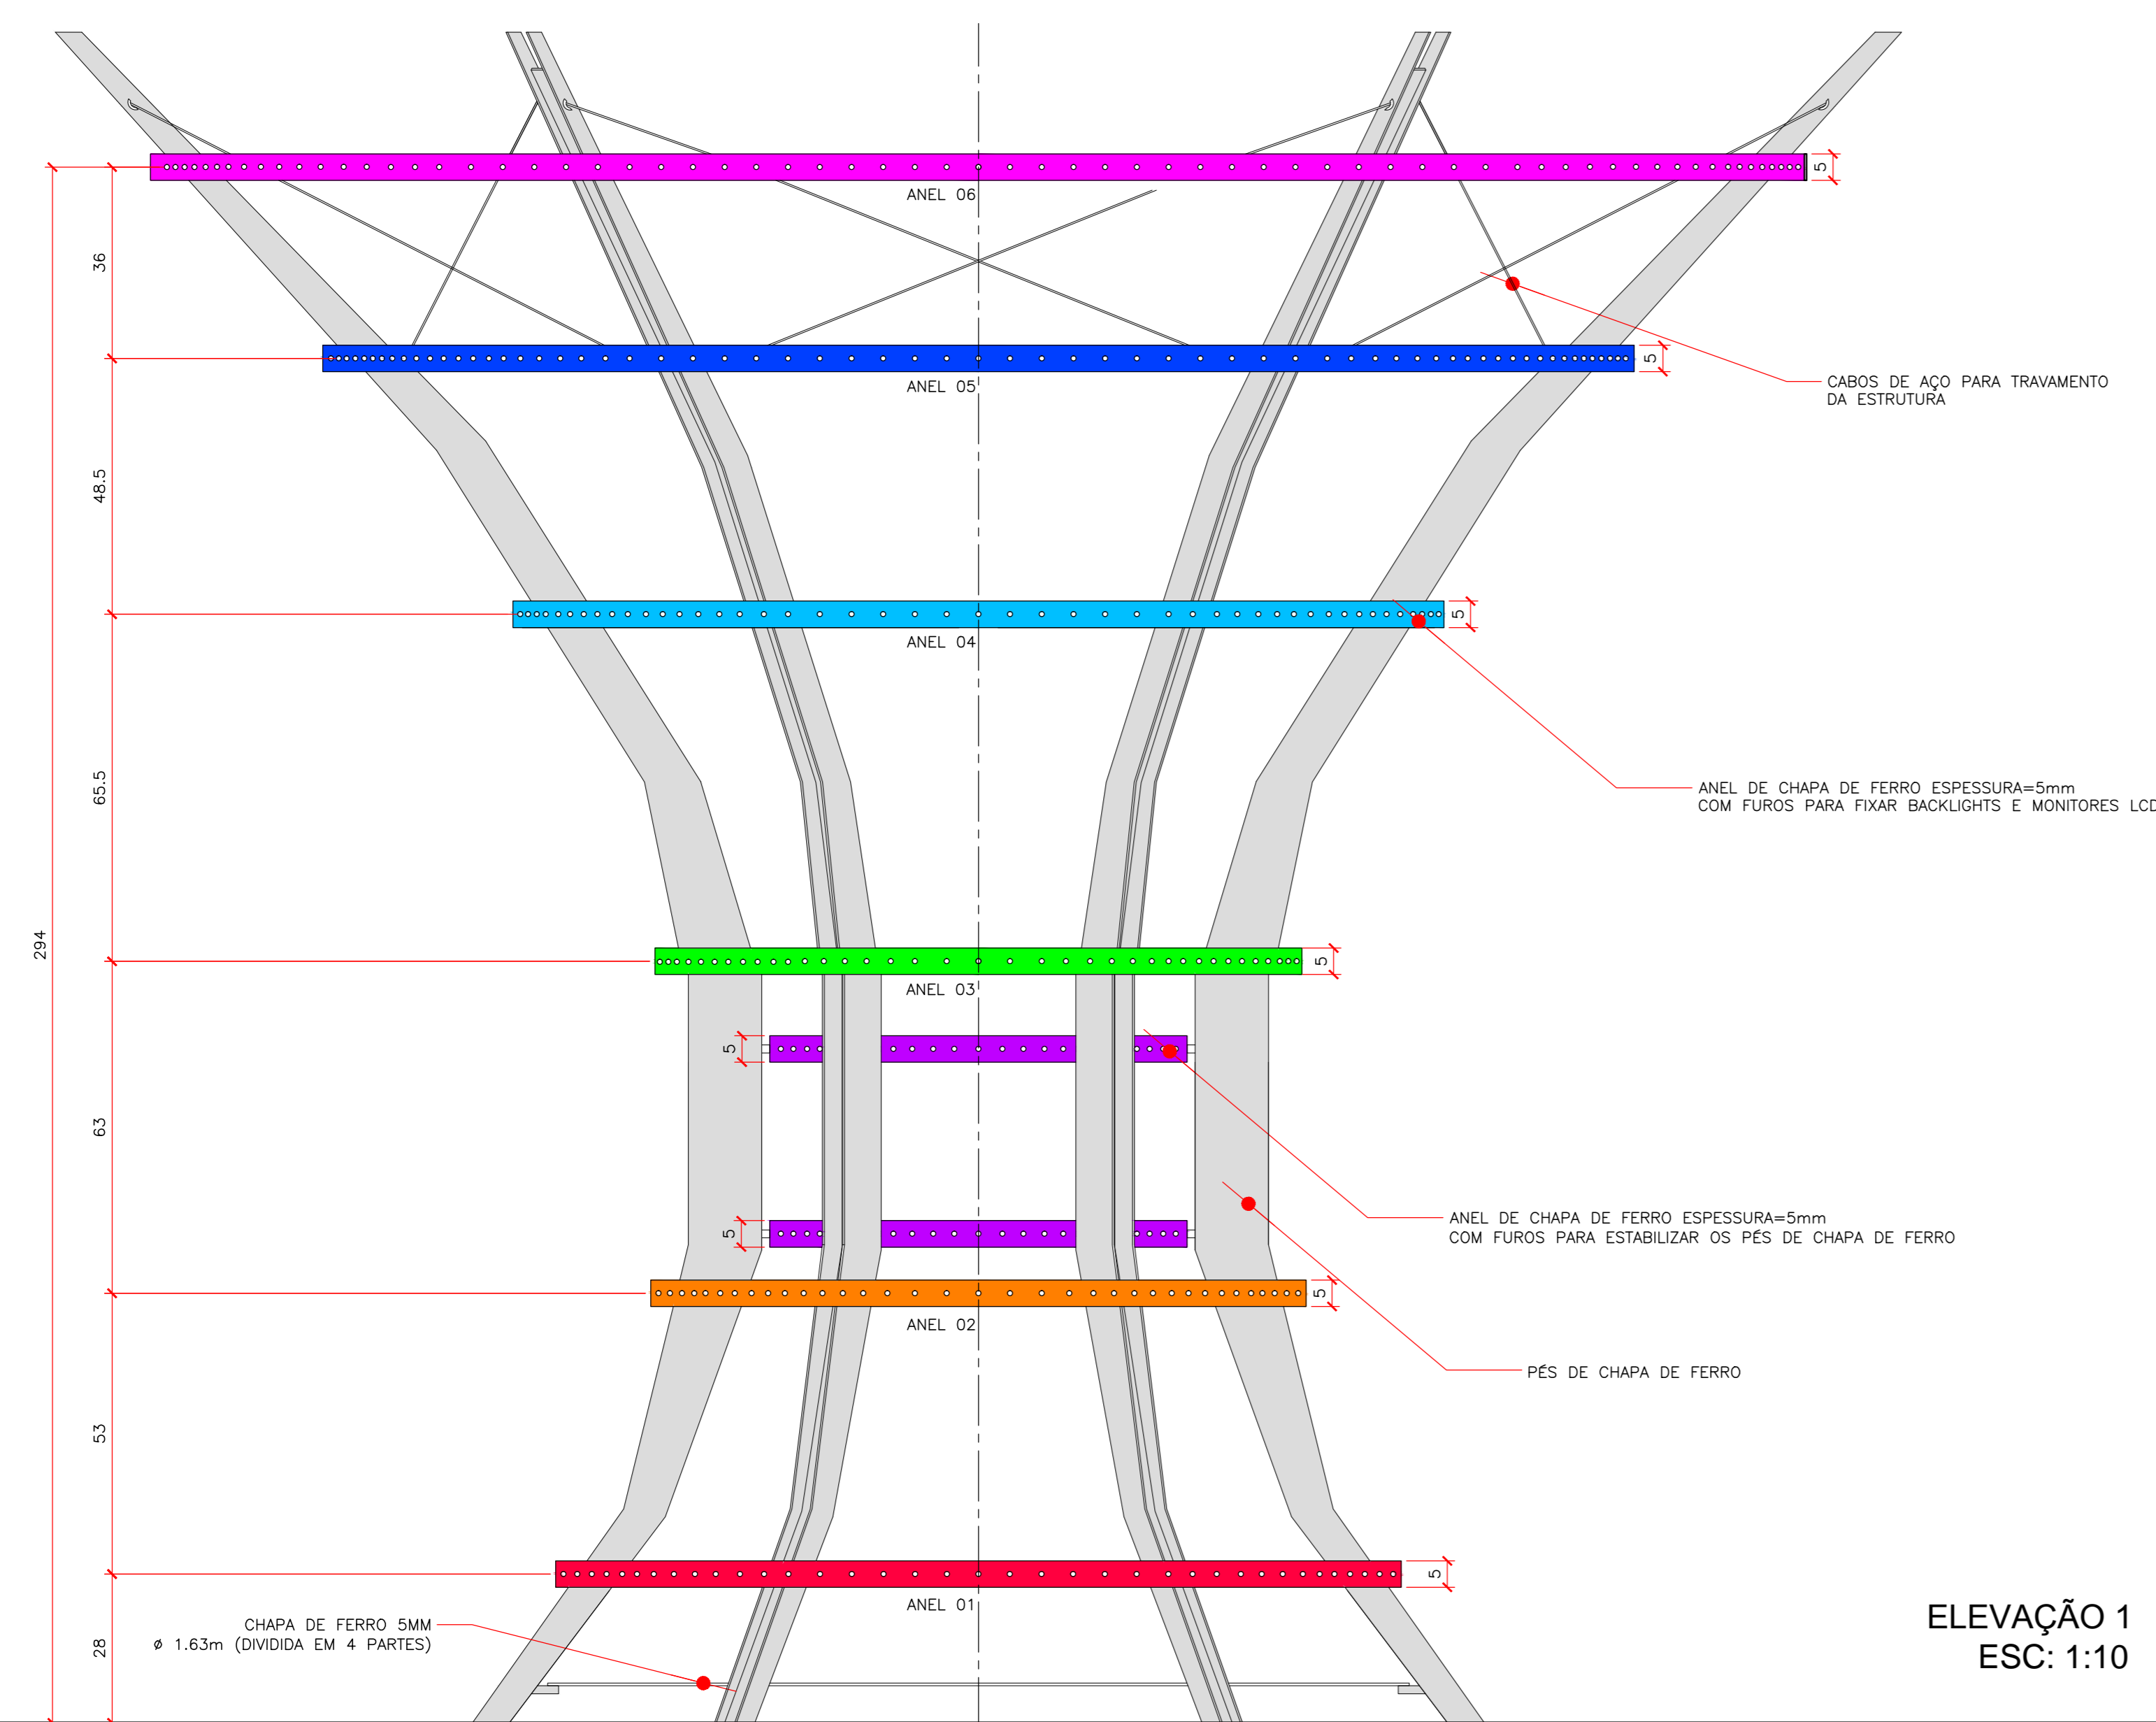 5
ANEL 06
36
5
ANEL 05
CABOS DE AÇO PARA TRAVAMENTO
DA ESTRUTURA
48.5
5
ANEL 04
65.5
ANEL DE CHAPA DE FERRO ESPESSURA=5mm
COM FUROS PARA FIXAR BACKLIGHTS E MONITORES LCD
294
5
ANEL 03
5
63
ANEL DE CHAPA DE FERRO ESPESSURA=5mm
COM FUROS PARA ESTABILIZAR OS PÉS DE CHAPA DE FERRO
5
5
ANEL 02
PÉS DE CHAPA DE FERRO
53
5
ANEL 01
CHAPA DE FERRO 5MM
ø 1.63m (DIVIDIDA EM 4 PARTES)
28
ELEVAÇÃO 1
ESC: 1:10